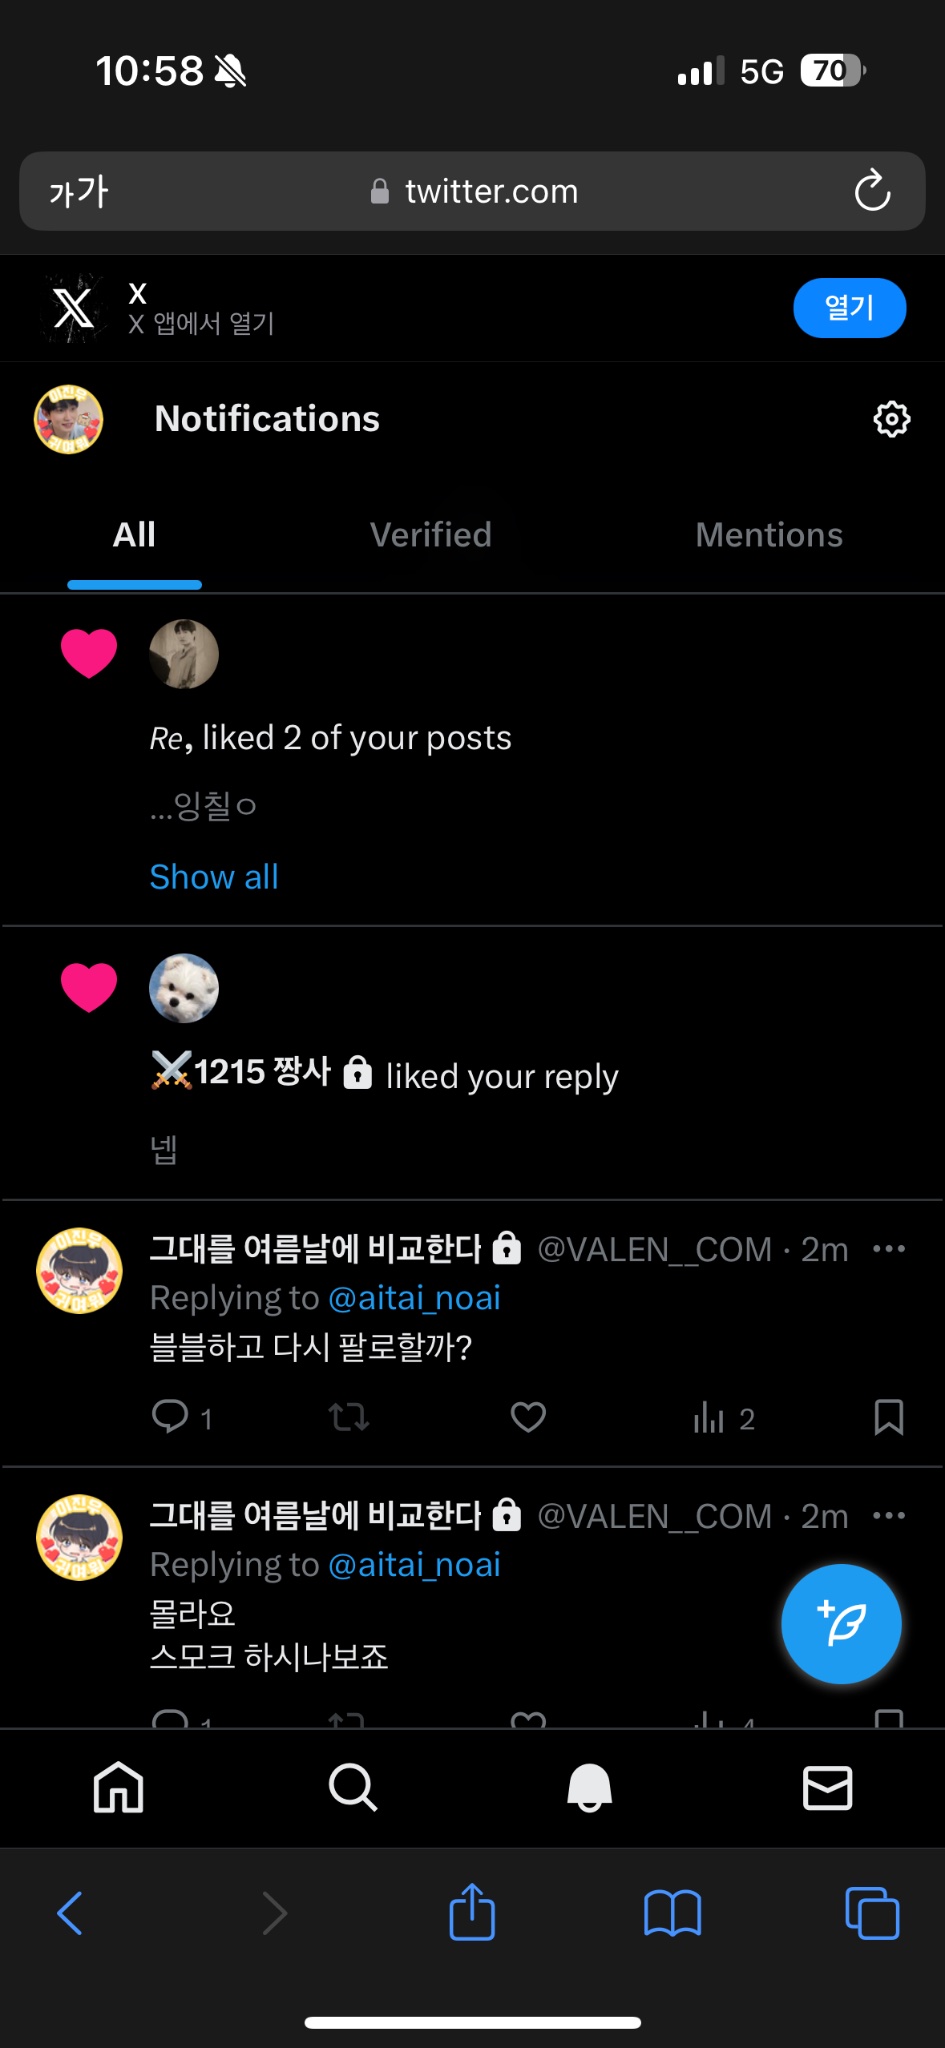 10:58
5G 70
가가 twitter.com
X
X 앱에서 열기
열기
Notifications
All Verified Mentions
Re, liked 2 of your posts
...잉칠ㅇ
Show all
⚔️1215 짱사🔒 liked your reply
넵
그대를 여름날에 비교한다🔒 @VALEN__COM · 2m
Replying to @aitai_noai
블블하고 다시 팔로할까?
1 2
그대를 여름날에 비교한다🔒 @VALEN__COM · 2m
Replying to @aitai_noai
몰라요
스모크 하시나보죠
1 4